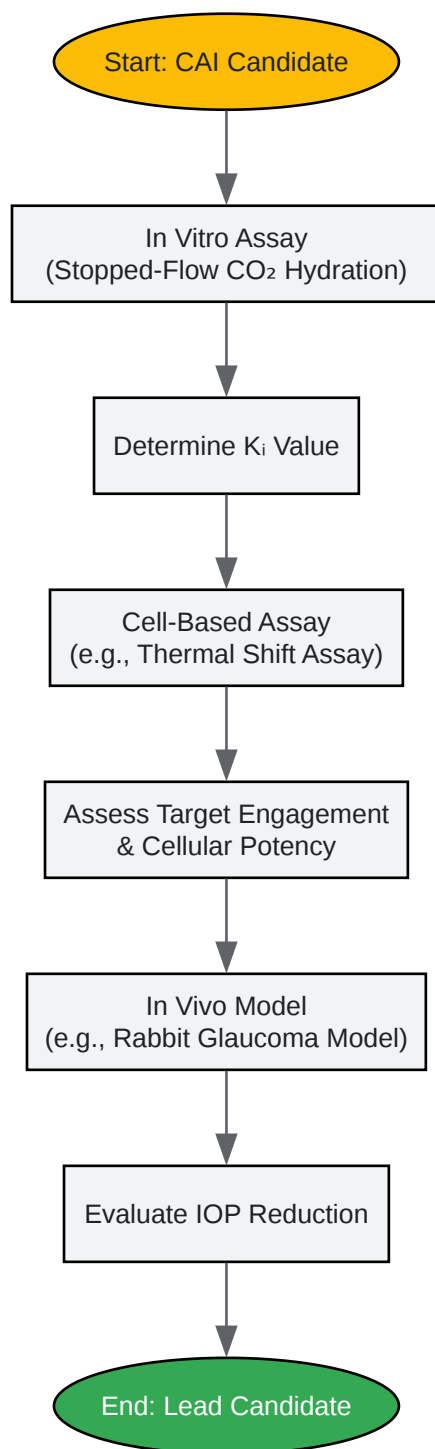 Start: CAI Candidate
In Vitro Assay
(Stopped-Flow CO₂ Hydration)
Determine Kᵢ Value
Cell-Based Assay
(e.g., Thermal Shift Assay)
Assess Target Engagement
& Cellular Potency
In Vivo Model
(e.g., Rabbit Glaucoma Model)
Evaluate IOP Reduction
End: Lead Candidate